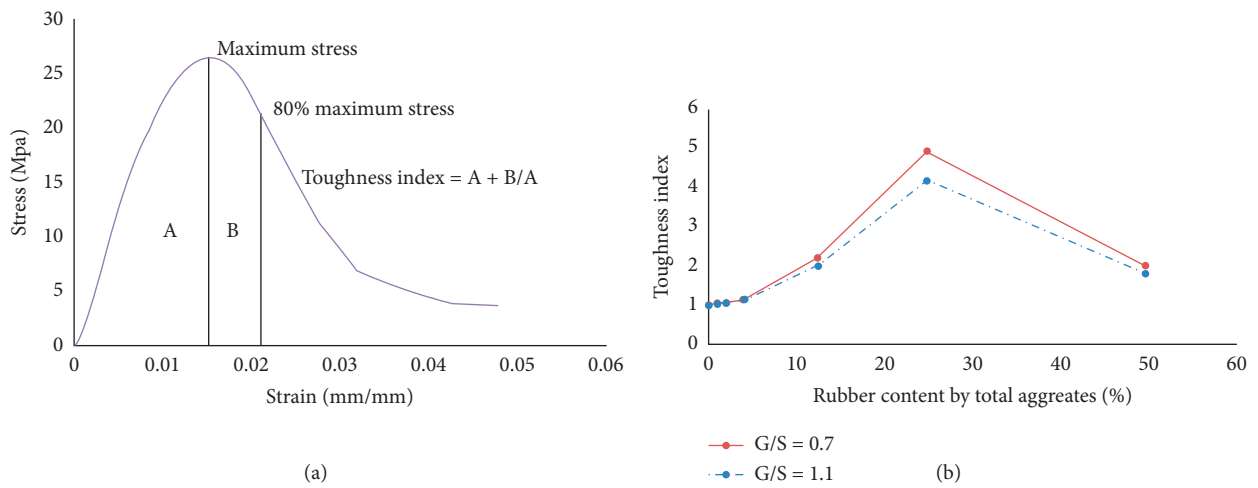 30
25
20
15
10
5
0
Stress (Mpa)
Maximum stress
80% maximum stress
Toughness index = A + B/A
A
B
0
0.01
0.02
0.03
0.04
0.05
0.06
Strain (mm/mm)
(a)
6
5
4
3
2
1
0
Toughness index
0
10
20
30
40
50
60
Rubber content by total aggreates (%)
G/S = 0.7
G/S = 1.1
(b)